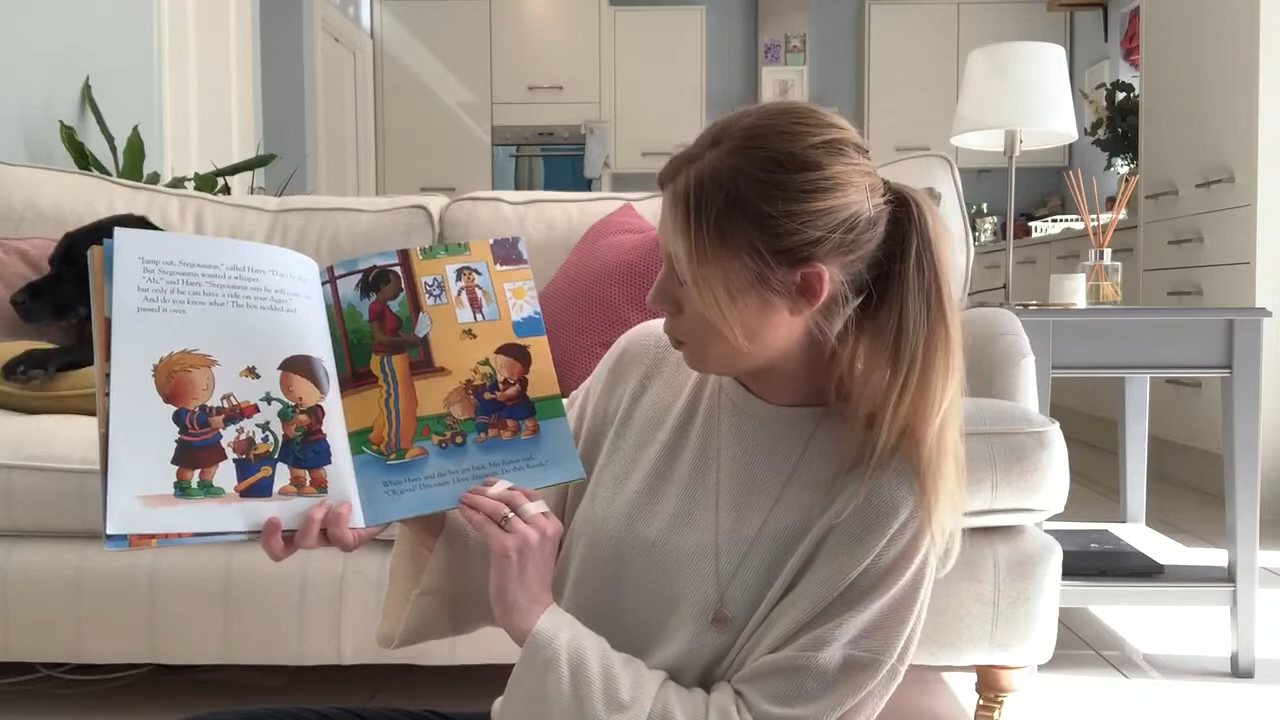 "Jump out, Stegosaurus," called Harry. "Don't be
But Stegosaurus wanted a whisper.
"Ah," said Harry. "Stegosaurus says he will come out
but only if he can have a ride on your digger."
And do you know what? The boy nodded and
passed it over.
When Harry and the boy got back, Mrs Rance said,
"Oh good! Dinosaurs. I love dinosaurs. Do they